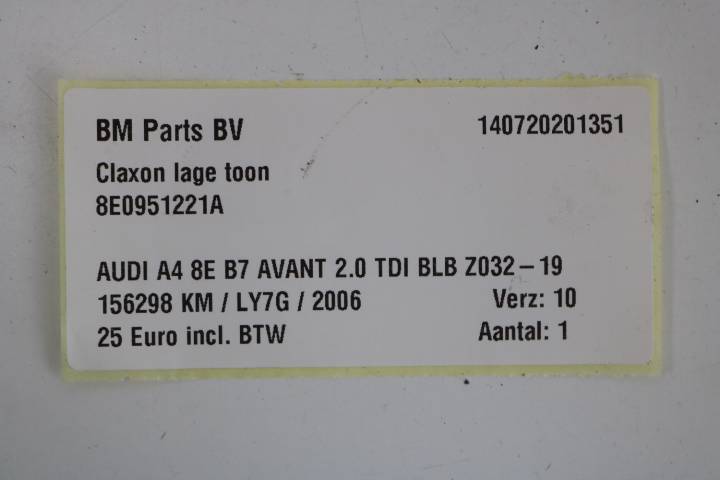 BM Parts BV 140720201351
Claxon lage toon
8E0951221A
AUDI A4 8E B7 AVANT 2.0 TDI BLB Z032-19
156298 KM / LY7G / 2006 Verz: 10
25 Euro incl. BTW Aantal: 1